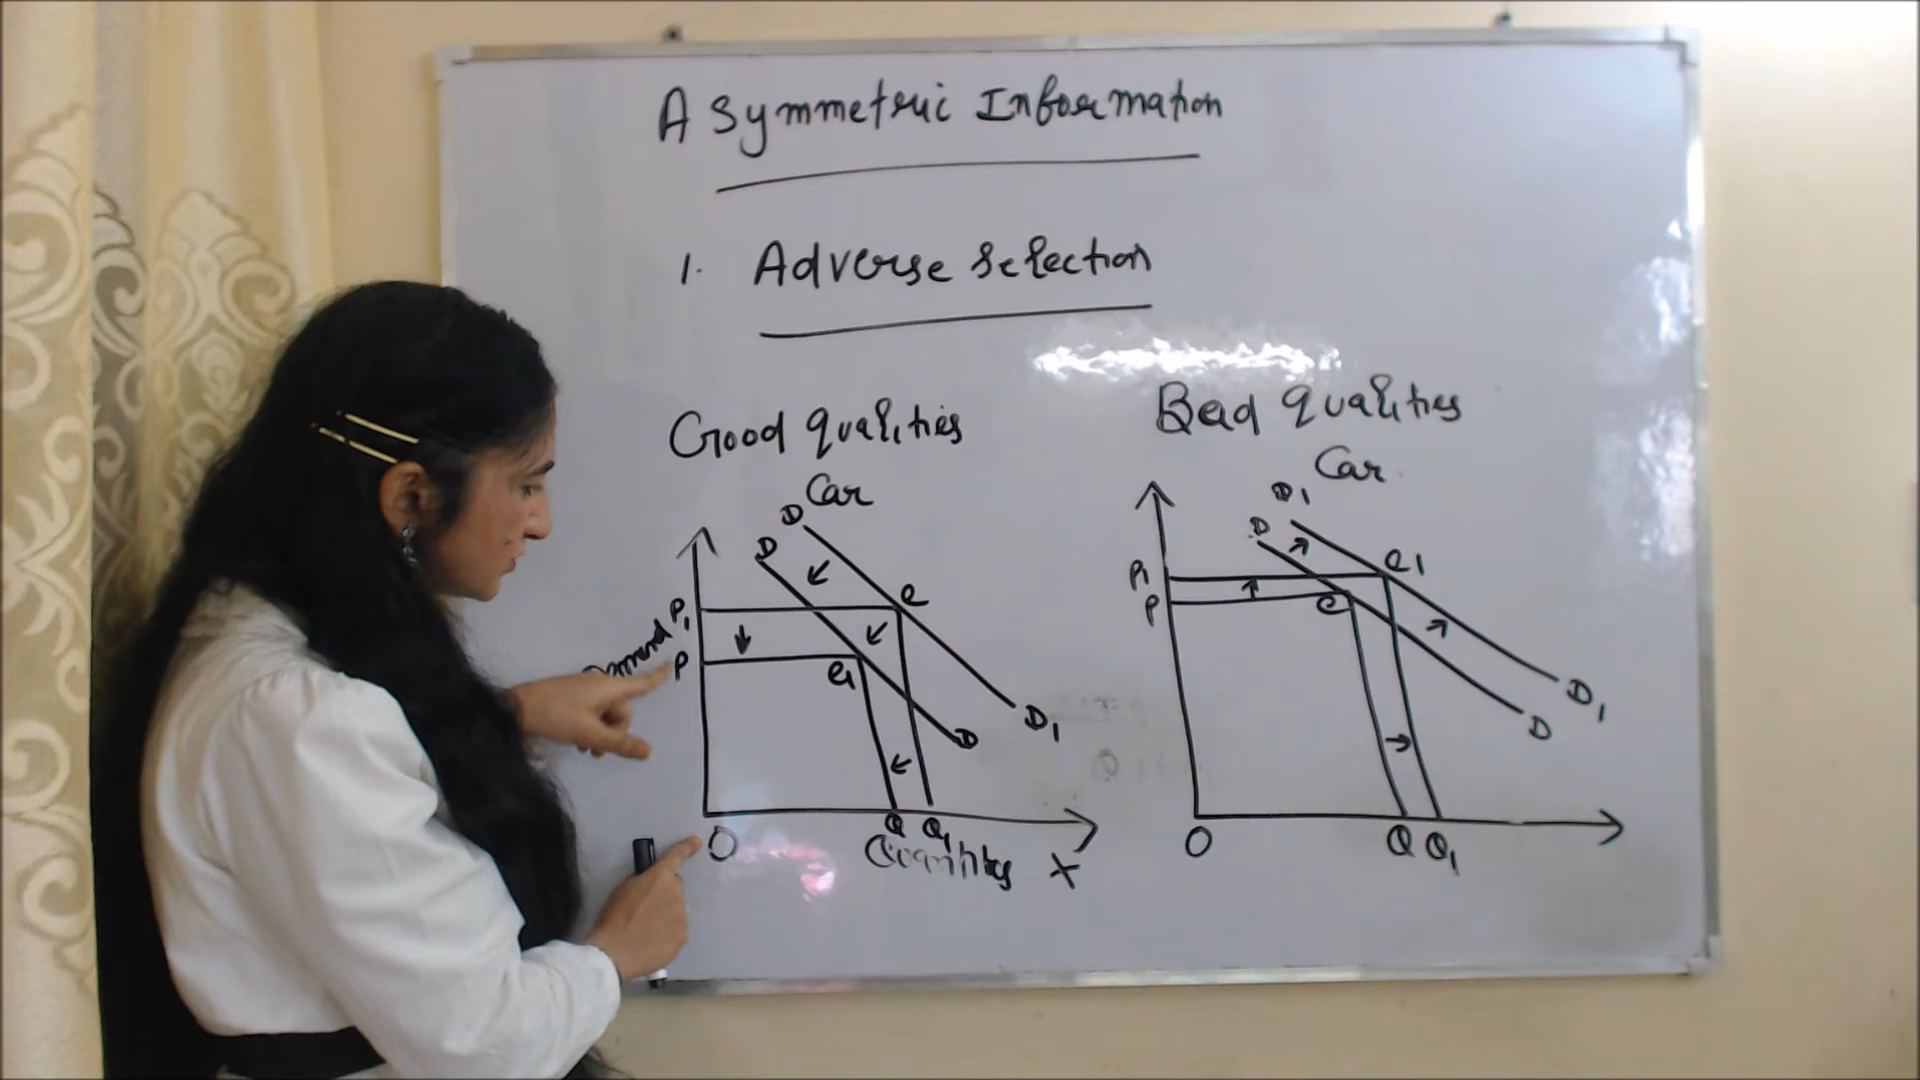 Asymmetric Information
1. Adverse Selection
Good qualities
Car
D
D
e
P1
P
e1
D1
D
O
Q Q1
Quantity X
Bad qualities
Car
D1
D
e1
P1
P
e
D1
D
O
Q Q1